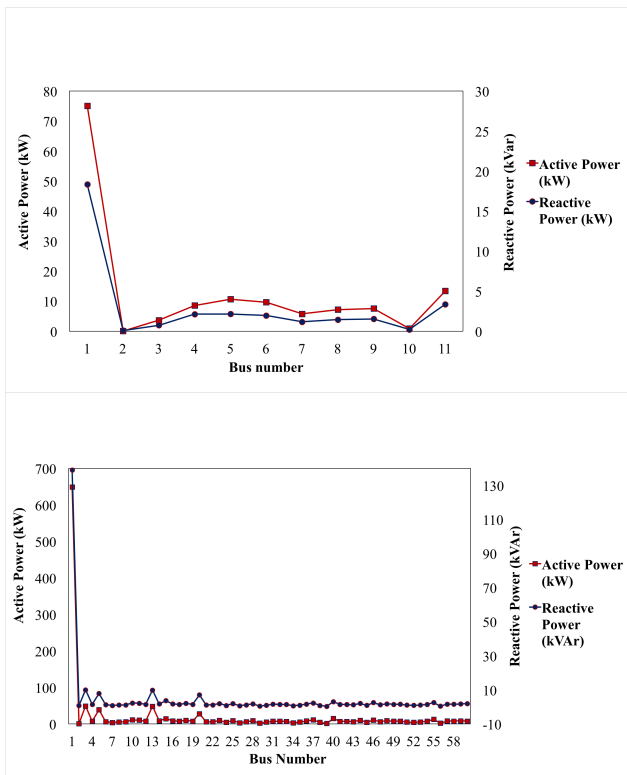 80
70
60
50
40
30
20
10
0
Active Power (kW)
30
25
20
15
10
5
0
Reactive Power (kVar)
Active Power
(kW)
Reactive
Power (kW)
1 2 3 4 5 6 7 8 9 10 11
Bus number
700
600
500
400
300
200
100
0
Active Power (kW)
130
110
90
70
50
30
10
-10
Reactive Power (kVAr)
Active Power
(kW)
Reactive
Power
(kVAr)
1 4 7 10 13 16 19 22 25 28 31 34 37 40 43 46 49 52 55 58
Bus Number